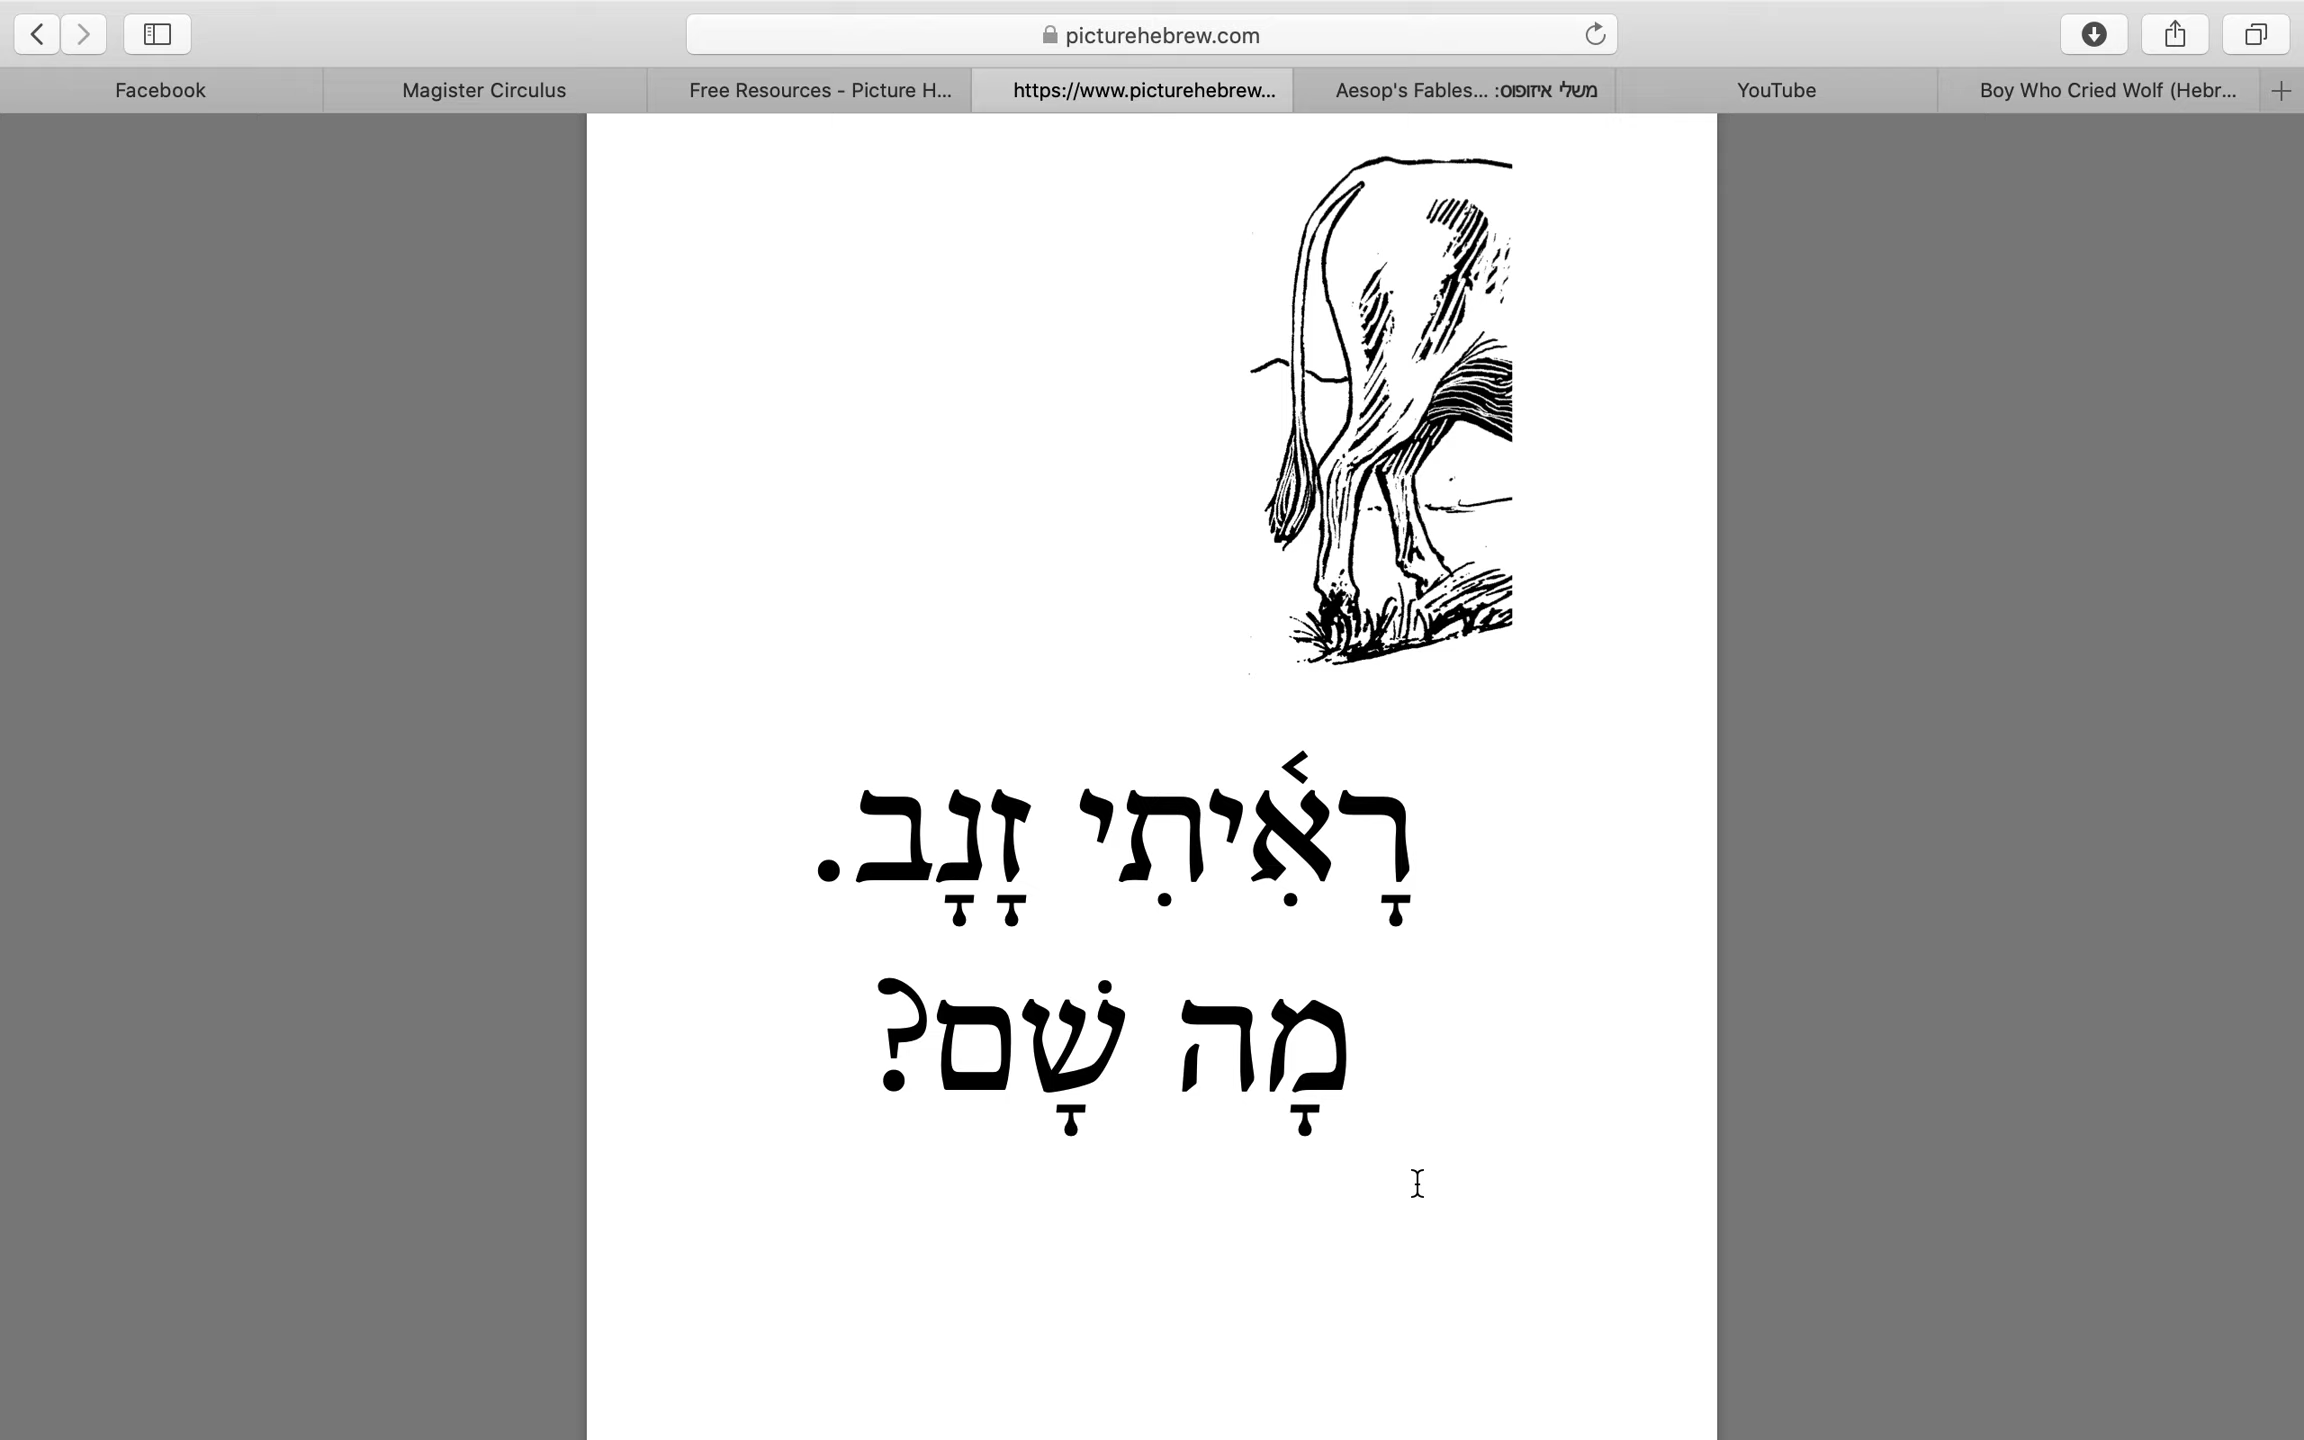 picturehebrew.com
Facebook
Magister Circulus
Free Resources - Picture H...
https://www.picturehebrew...
Aesop's Fables... :משלי איזופוס
YouTube
Boy Who Cried Wolf (Hebr...
רָאִ֫יתִי זָנָב.
מָה שָׁם?